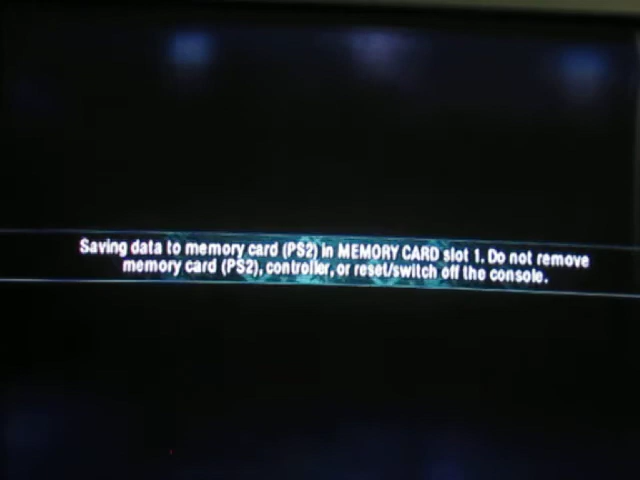 Saving data to memory card (PS2) in MEMORY CARD slot 1. Do not remove
memory card (PS2), controller, or reset/switch off the console.